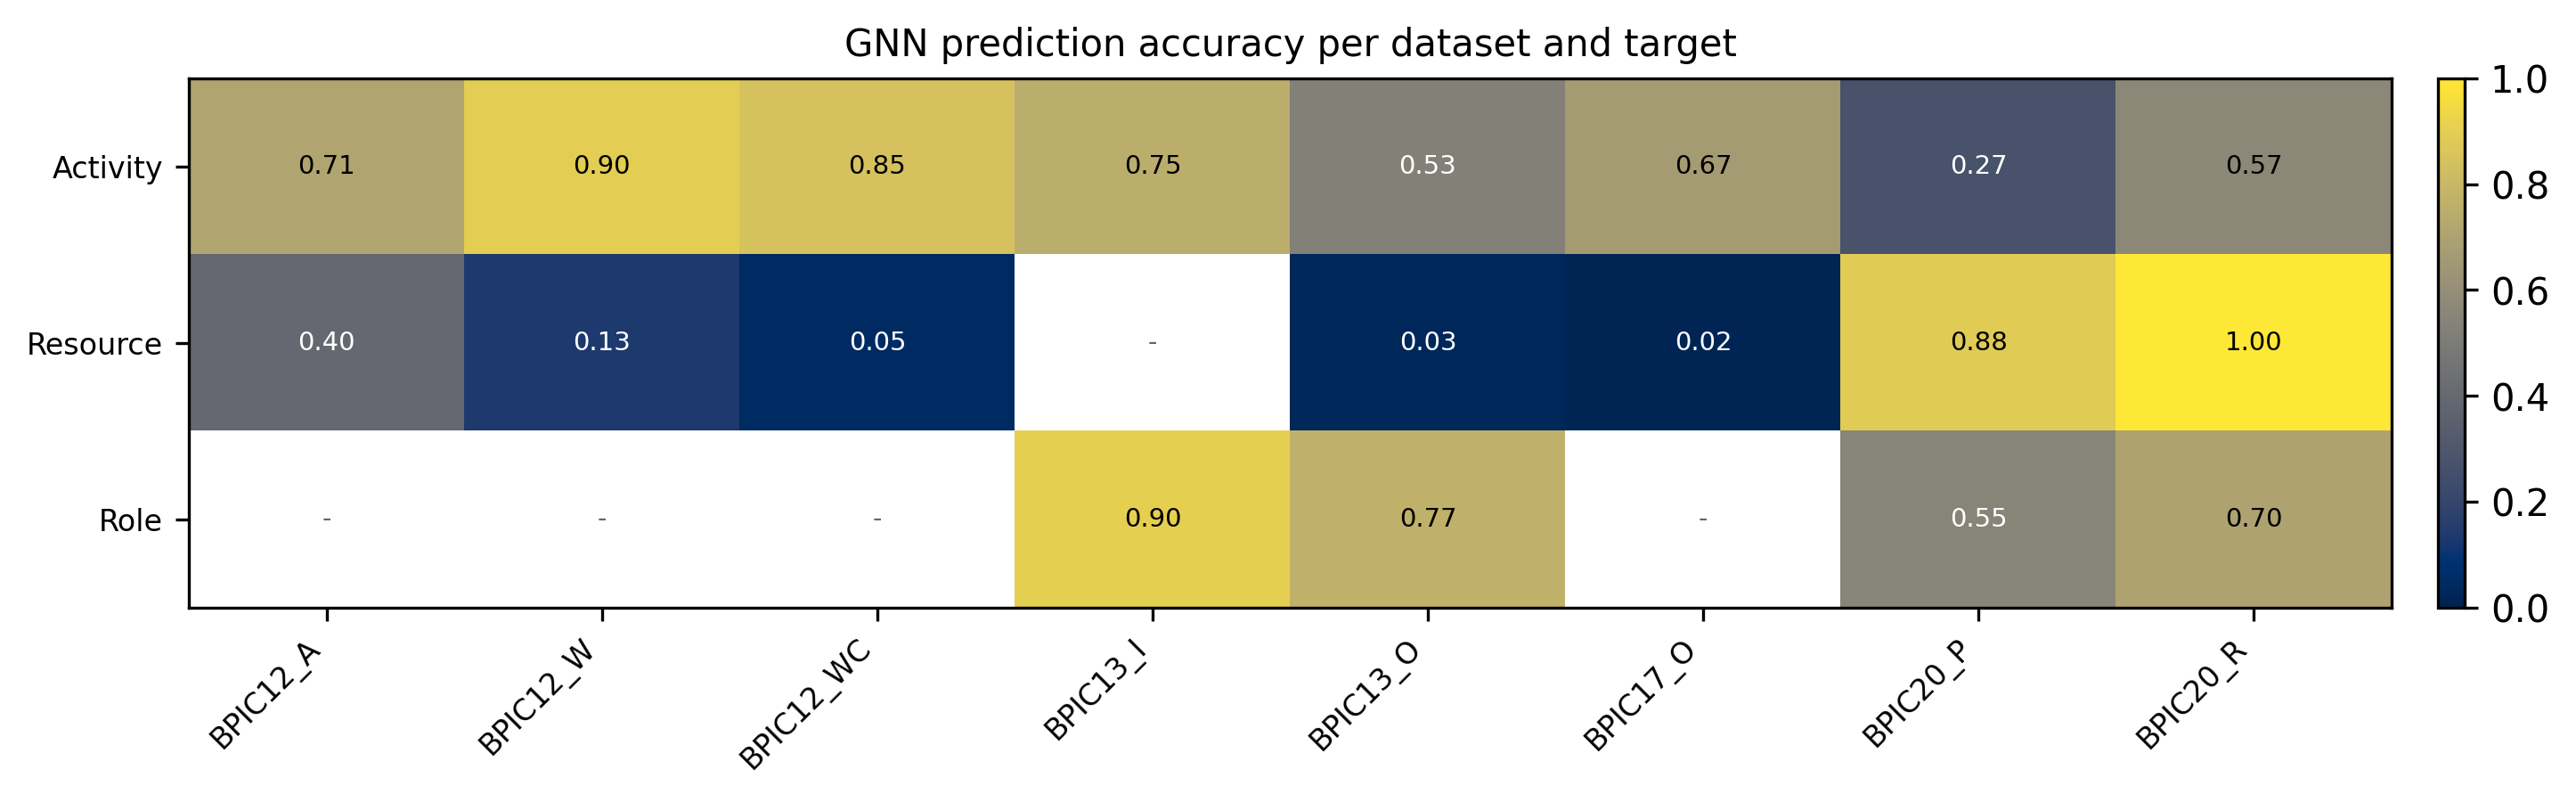 GNN prediction accuracy per dataset and target
Activity 0.71 0.90 0.85 0.75 0.53 0.67 0.27 0.57
Resource 0.40 0.13 0.05 - 0.03 0.02 0.88 1.00
Role - - - 0.90 0.77 - 0.55 0.70
BPIC12_A BPIC12_W BPIC12_WC BPIC13_I BPIC13_O BPIC17_O BPIC20_P BPIC20_R
1.0
0.8
0.6
0.4
0.2
0.0